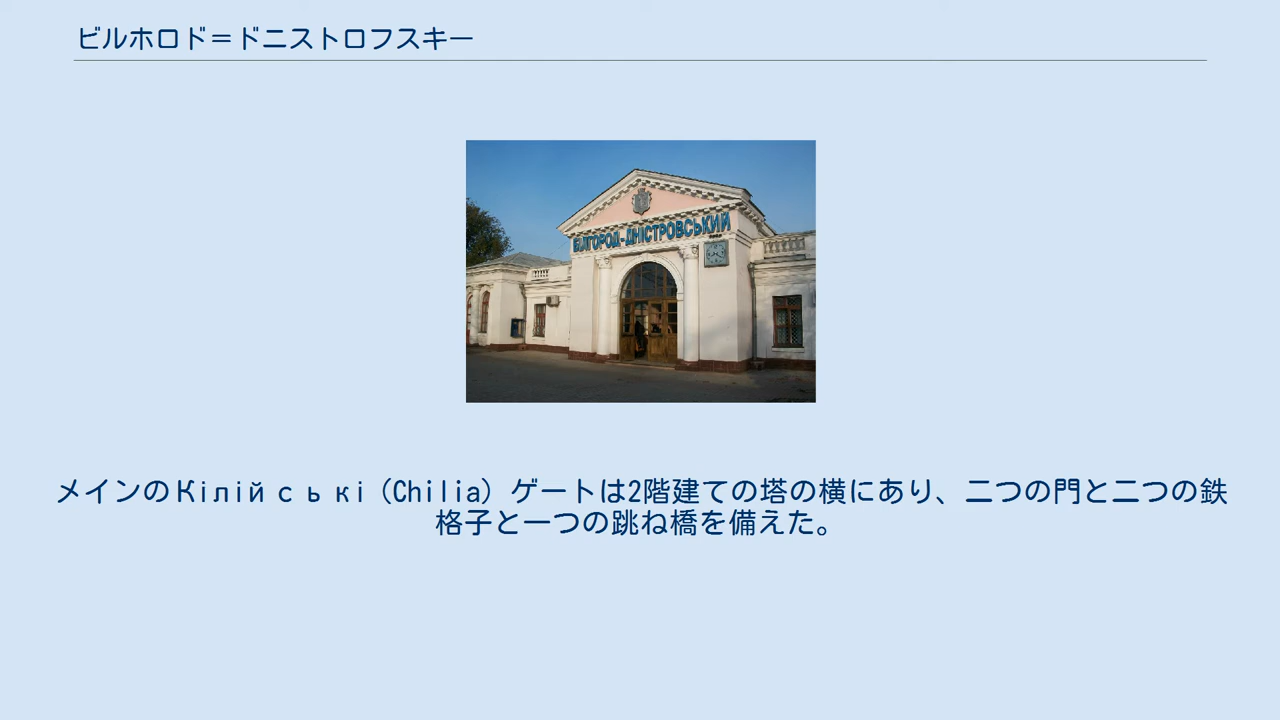 ビルホロド＝ドニストロフスキー
БІЛГОРОД-ДНІСТРОВСЬКИЙ
メインのКілійські（Chilia）ゲートは2階建ての塔の横にあり、二つの門と二つの鉄
格子と一つの跳ね橋を備えた。